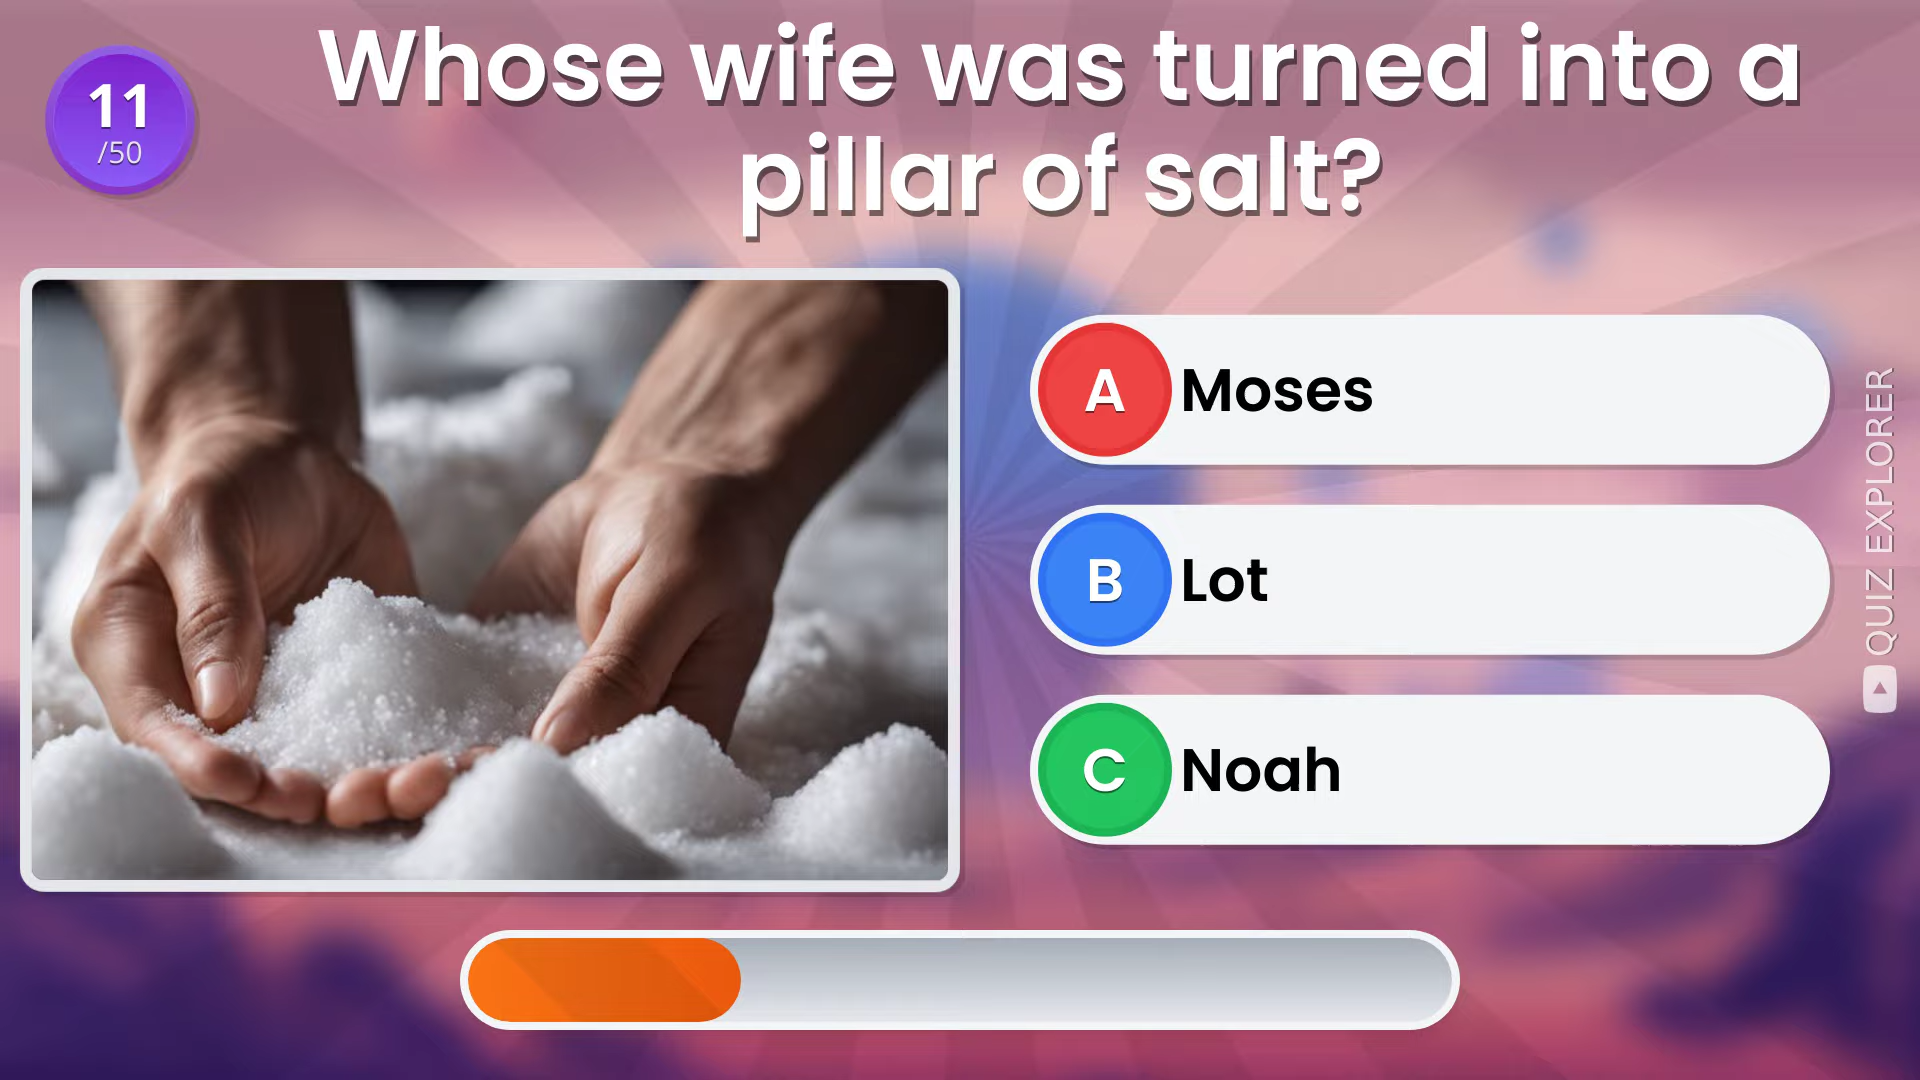 11
/50
Whose wife was turned into a
pillar of salt?
A Moses
B Lot
C Noah
QUIZ EXPLORER